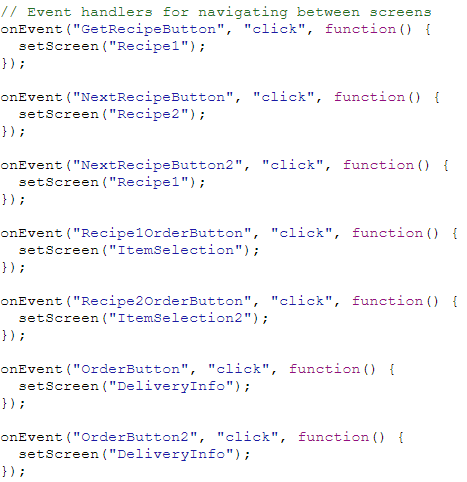 // Event handlers for navigating between screens
onEvent("GetRecipeButton", "click", function() {
  setScreen("Recipe1");
});

onEvent("NextRecipeButton", "click", function() {
  setScreen("Recipe2");
});

onEvent("NextRecipeButton2", "click", function() {
  setScreen("Recipe1");
});

onEvent("Recipe1OrderButton", "click", function() {
  setScreen("ItemSelection");
});

onEvent("Recipe2OrderButton", "click", function() {
  setScreen("ItemSelection2");
});

onEvent("OrderButton", "click", function() {
  setScreen("DeliveryInfo");
});

onEvent("OrderButton2", "click", function() {
  setScreen("DeliveryInfo");
});